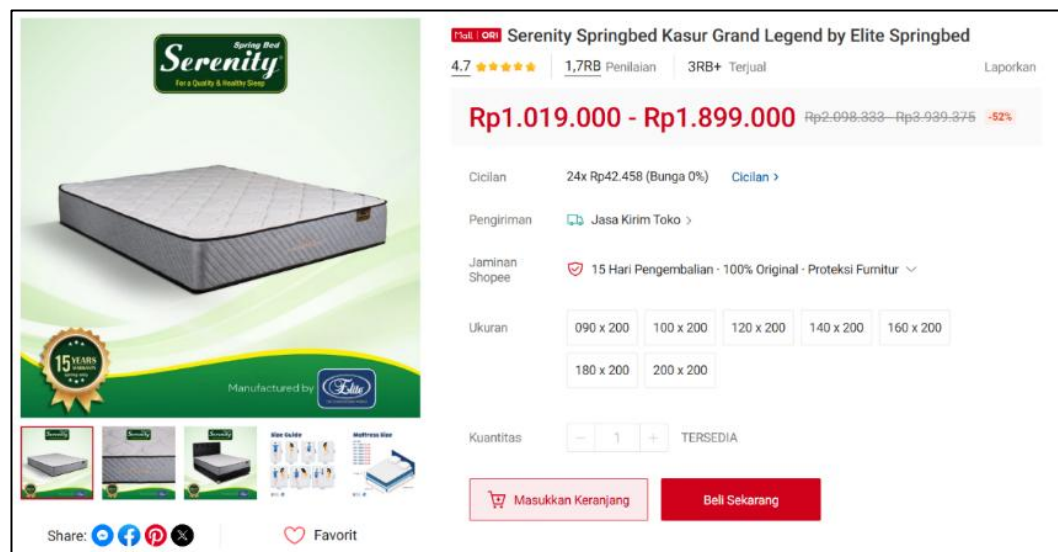 Spring Bed
Serenity
For a Quality & Healthy Sleep
15 YEARS
WARRANTY
Manufactured by Elite
Serenity
Serenity
Serenity
Size Guide
Mattress Size
Share:
Favorit
Mall | ORI Serenity Springbed Kasur Grand Legend by Elite Springbed
4.7 1,7RB Penilaian 3RB+ Terjual Laporkan
Rp1.019.000 - Rp1.899.000 Rp2.098.333 - Rp3.939.375 -52%
Cicilan 24x Rp42.458 (Bunga 0%) Cicilan >
Pengiriman Jasa Kirim Toko >
Jaminan Shopee 15 Hari Pengembalian · 100% Original · Proteksi Furnitur
Ukuran 090 x 200 100 x 200 120 x 200 140 x 200 160 x 200
180 x 200 200 x 200
Kuantitas - 1 + TERSEDIA
Masukkan Keranjang Beli Sekarang